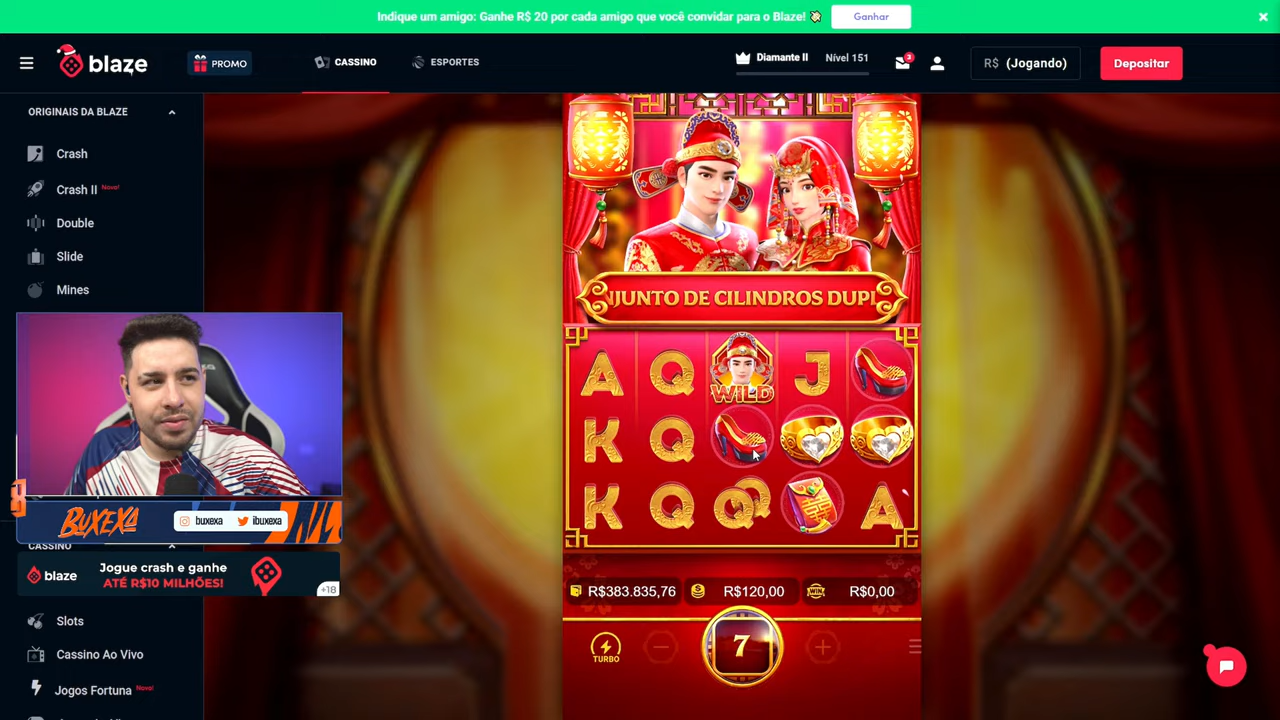 Indique um amigo: Ganhe R$ 20 por cada amigo que você convidar para o Blaze!
Ganhar
blaze
PROMO
CASSINO
ESPORTES
Diamante II
Nível 151
3
R$ (Jogando)
Depositar
ORIGINAIS DA BLAZE
Crash
Crash II Novo!
Double
Slide
Mines
JUNTO DE CILINDROS DUPL
A Q WILD J
K Q
K Q Q A
BUXEXA
buxexa
ibuxexa
CASSINO
blaze
Jogue crash e ganhe
ATÉ R$10 MILHÕES!
+18
R$383.835,76
R$120,00
WIN
R$0,00
TURBO
7
Slots
Cassino Ao Vivo
Jogos Fortuna Novo!